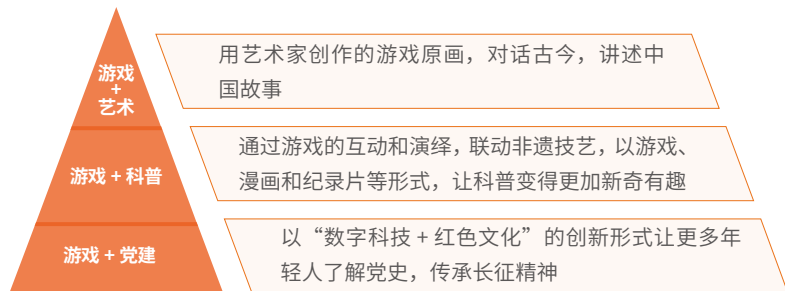 游戏
+
艺术
用艺术家创作的游戏原画，对话古今，讲述中
国故事
游戏 + 科普
通过游戏的互动和演绎，联动非遗技艺，以游戏、
漫画和纪录片等形式，让科普变得更加新奇有趣
游戏 + 党建
以“数字科技 + 红色文化”的创新形式让更多年
轻人了解党史，传承长征精神